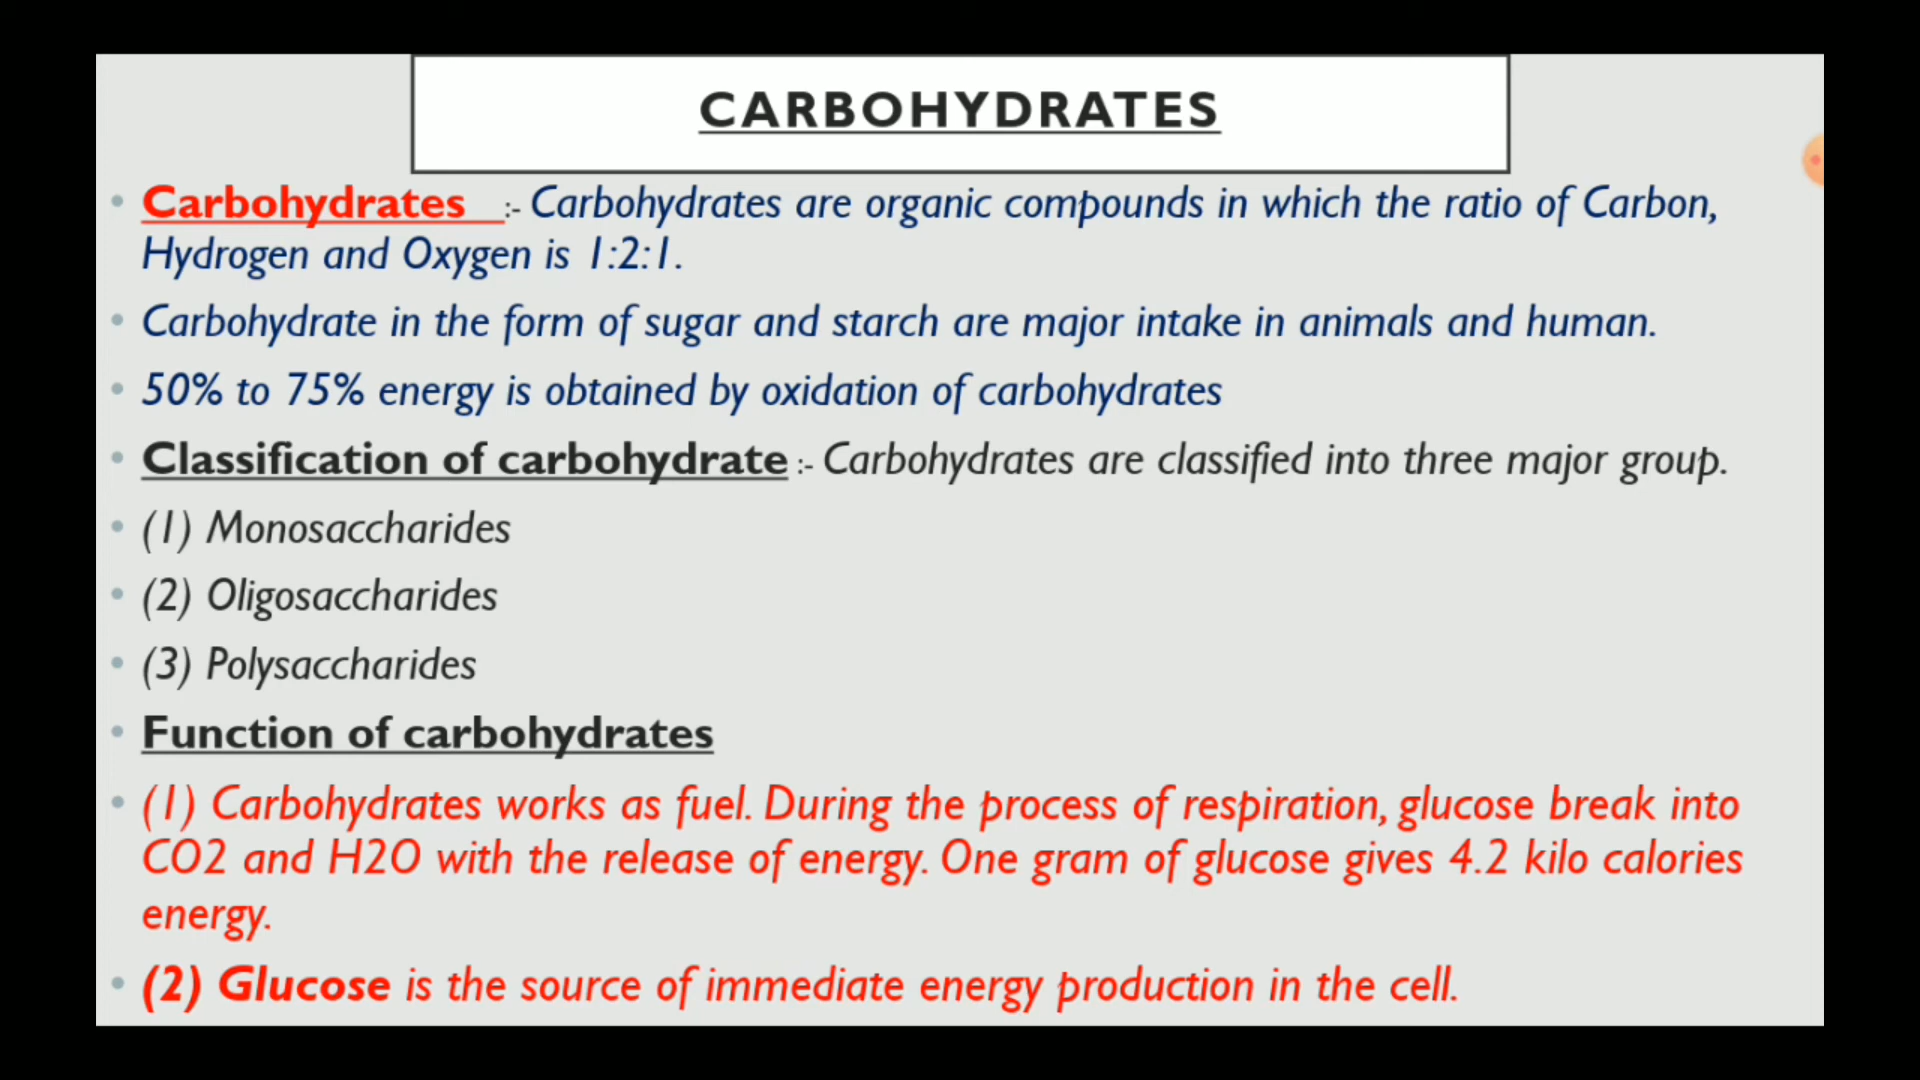 CARBOHYDRATES
• Carbohydrates :- Carbohydrates are organic compounds in which the ratio of Carbon,
Hydrogen and Oxygen is 1:2:1.
• Carbohydrate in the form of sugar and starch are major intake in animals and human.
• 50% to 75% energy is obtained by oxidation of carbohydrates
• Classification of carbohydrate :- Carbohydrates are classified into three major group.
• (1) Monosaccharides
• (2) Oligosaccharides
• (3) Polysaccharides
• Function of carbohydrates
• (1) Carbohydrates works as fuel. During the process of respiration, glucose break into
CO2 and H2O with the release of energy. One gram of glucose gives 4.2 kilo calories
energy.
• (2) Glucose is the source of immediate energy production in the cell.